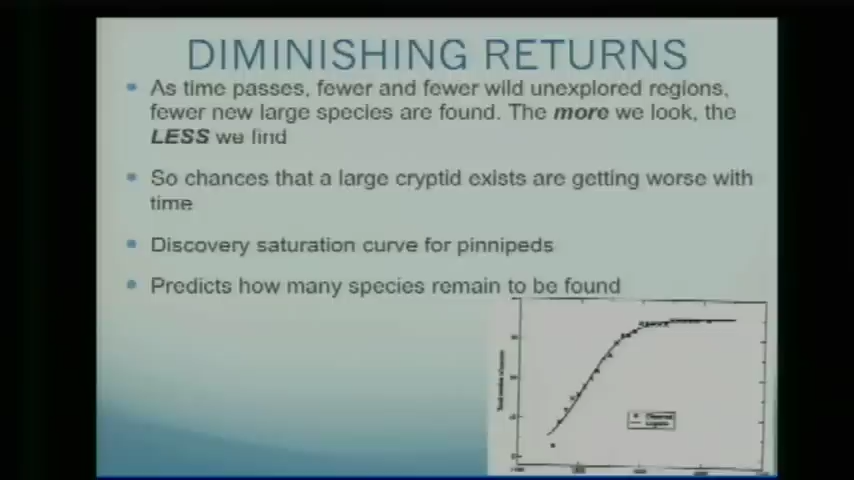 DIMINISHING RETURNS
As time passes, fewer and fewer wild unexplored regions,
fewer new large species are found. The more we look, the
LESS we find
So chances that a large cryptid exists are getting worse with
time
Discovery saturation curve for pinnipeds
Predicts how many species remain to be found